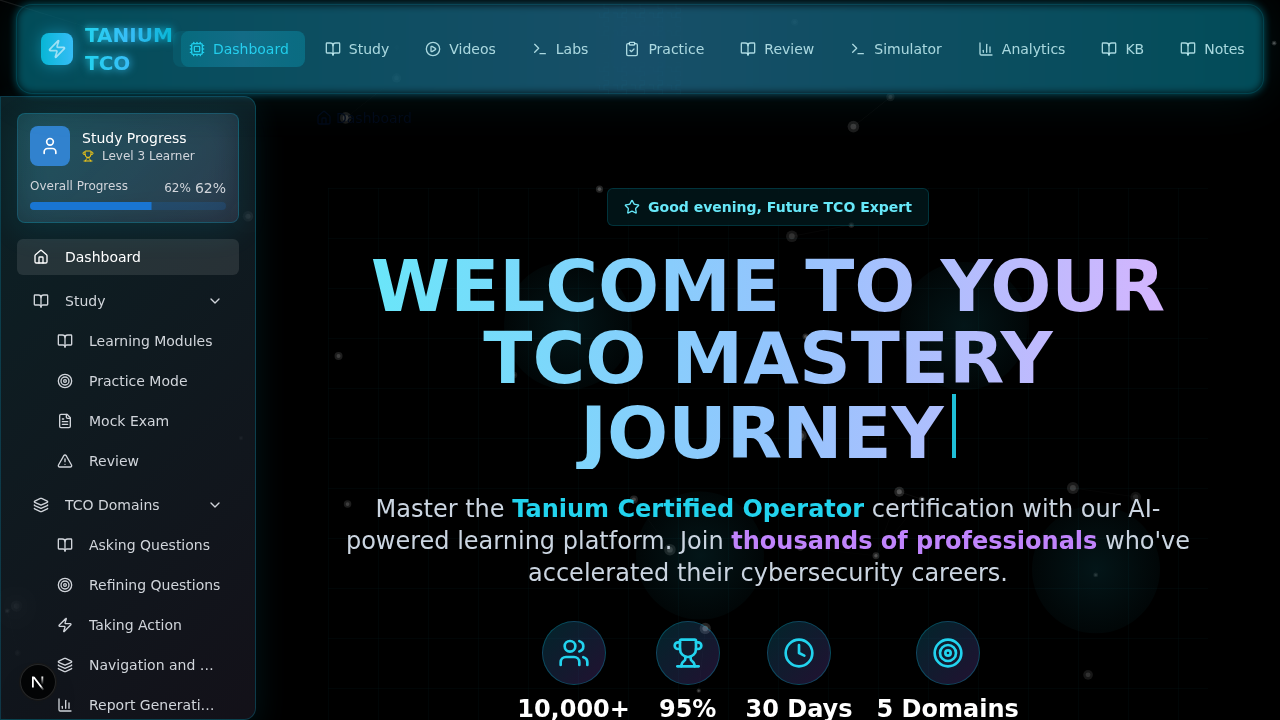 TANIUM
TCO
Dashboard
Study
Videos
Labs
Practice
Review
Simulator
Analytics
KB
Notes
Dashboard
Study Progress
Level 3 Learner
Overall Progress
62% 62%
Dashboard
Study
Learning Modules
Practice Mode
Mock Exam
Review
TCO Domains
Asking Questions
Refining Questions
Taking Action
Navigation and ...
Report Generati...
Good evening, Future TCO Expert
WELCOME TO YOUR
TCO MASTERY
JOURNEY
Master the Tanium Certified Operator certification with our AI-
powered learning platform. Join thousands of professionals who've
accelerated their cybersecurity careers.
10,000+
95%
30 Days
5 Domains